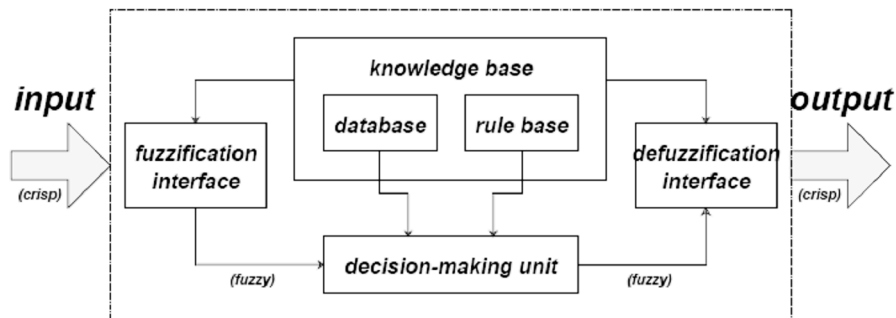 knowledge base
input
output
database
rule base
fuzzification
interface
defuzzification
interface
(crisp)
(crisp)
decision-making unit
(fuzzy)
(fuzzy)